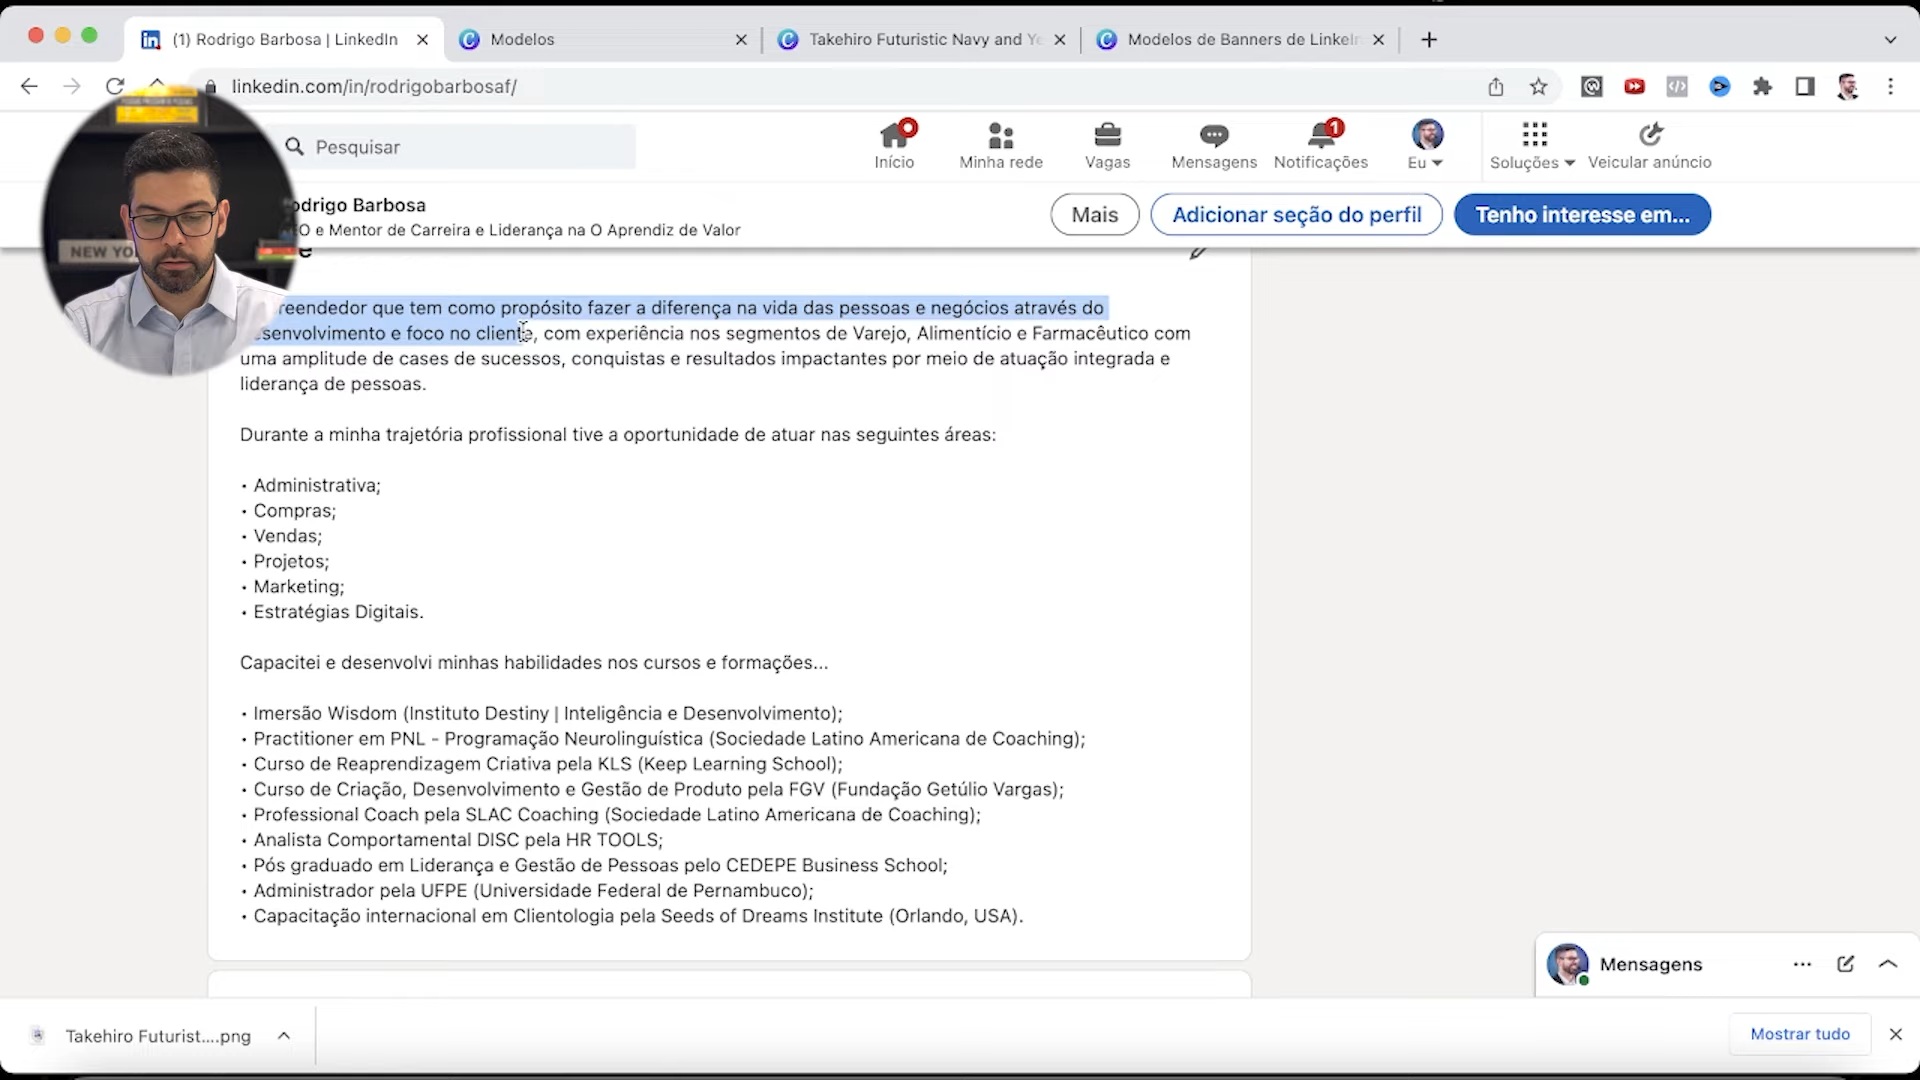 (1) Rodrigo Barbosa | LinkedIn
Modelos
Takehiro Futuristic Navy and Ye
Modelos de Banners de LinkeIn
linkedin.com/in/rodrigobarbosaf/
Pesquisar
Início
Minha rede
Vagas
Mensagens
1
Notificações
Eu
Soluções
Veicular anúncio
odrigo Barbosa
O e Mentor de Carreira e Liderança na O Aprendiz de Valor
Mais
Adicionar seção do perfil
Tenho interesse em...
NEW YO
reendedor que tem como propósito fazer a diferença na vida das pessoas e negócios através do
senvolvimento e foco no cliente, com experiência nos segmentos de Varejo, Alimentício e Farmacêutico com
uma amplitude de cases de sucessos, conquistas e resultados impactantes por meio de atuação integrada e
liderança de pessoas.
Durante a minha trajetória profissional tive a oportunidade de atuar nas seguintes áreas:
• Administrativa;
• Compras;
• Vendas;
• Projetos;
• Marketing;
• Estratégias Digitais.
Capacitei e desenvolvi minhas habilidades nos cursos e formações...
• Imersão Wisdom (Instituto Destiny | Inteligência e Desenvolvimento);
• Practitioner em PNL - Programação Neurolinguística (Sociedade Latino Americana de Coaching);
• Curso de Reaprendizagem Criativa pela KLS (Keep Learning School);
• Curso de Criação, Desenvolvimento e Gestão de Produto pela FGV (Fundação Getúlio Vargas);
• Professional Coach pela SLAC Coaching (Sociedade Latino Americana de Coaching);
• Analista Comportamental DISC pela HR TOOLS;
• Pós graduado em Liderança e Gestão de Pessoas pelo CEDEPE Business School;
• Administrador pela UFPE (Universidade Federal de Pernambuco);
• Capacitação internacional em Clientologia pela Seeds of Dreams Institute (Orlando, USA).
Mensagens
Takehiro Futurist....png
Mostrar tudo